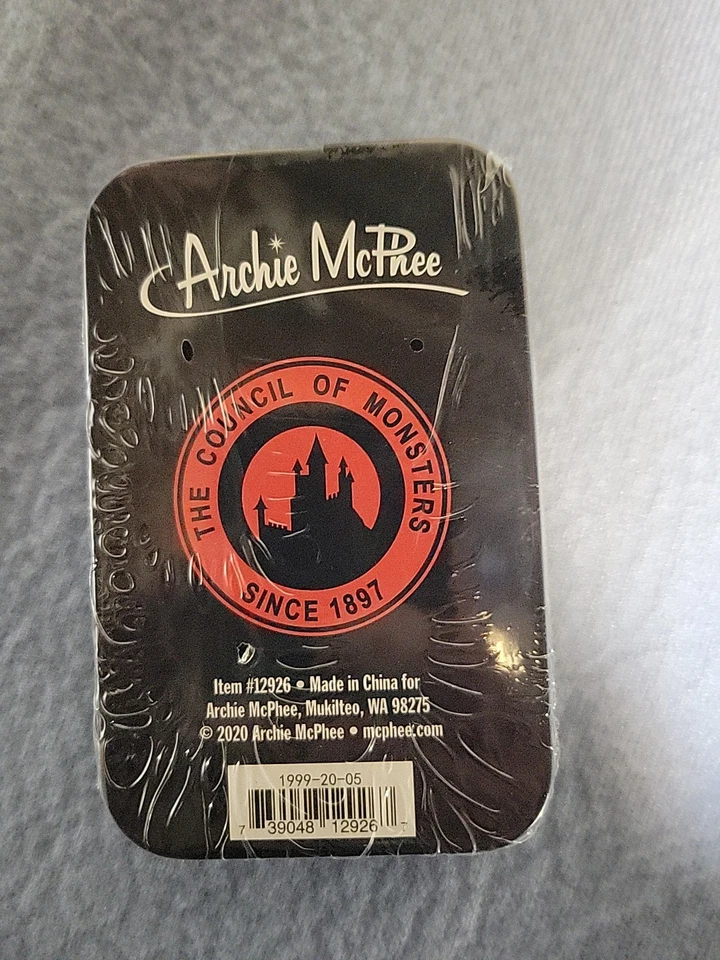 Archie McPhee
THE COUNCIL OF MONSTERS
SINCE 1897
Item #12926 • Made in China for
Archie McPhee, Mukilteo, WA 98275
© 2020 Archie McPhee • mcphee.com
1999-20-05
7 39048 12926 7